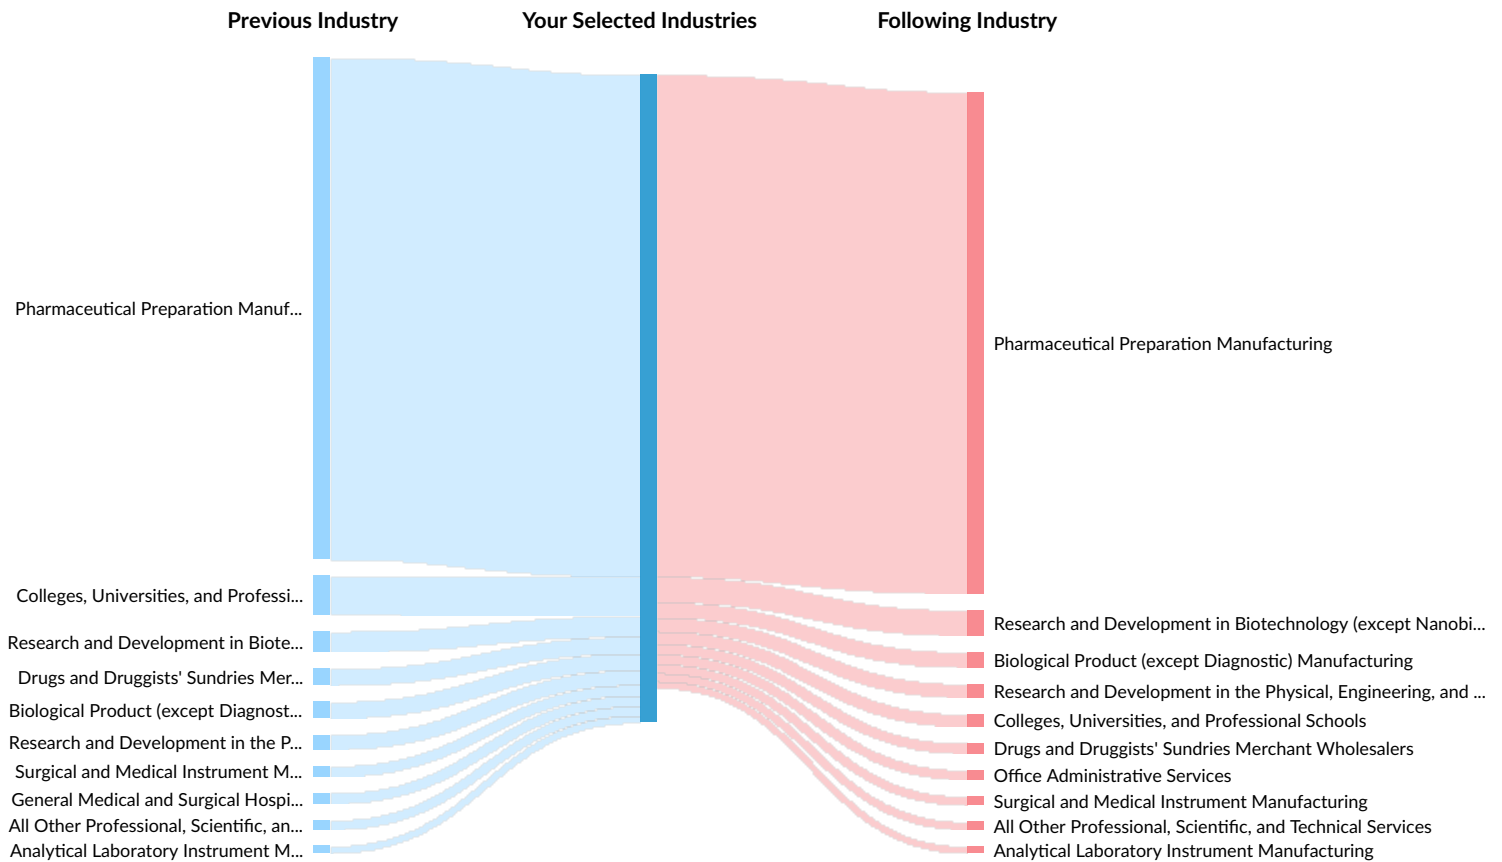 Previous Industry
Your Selected Industries
Following Industry
Pharmaceutical Preparation Manuf...
Colleges, Universities, and Professi...
Research and Development in Biote...
Drugs and Druggists' Sundries Mer...
Biological Product (except Diagnost...
Research and Development in the P...
Surgical and Medical Instrument M...
General Medical and Surgical Hospi...
All Other Professional, Scientific, an...
Analytical Laboratory Instrument M...
Pharmaceutical Preparation Manufacturing
Research and Development in Biotechnology (except Nanobi...
Biological Product (except Diagnostic) Manufacturing
Research and Development in the Physical, Engineering, and ...
Colleges, Universities, and Professional Schools
Drugs and Druggists' Sundries Merchant Wholesalers
Office Administrative Services
Surgical and Medical Instrument Manufacturing
All Other Professional, Scientific, and Technical Services
Analytical Laboratory Instrument Manufacturing